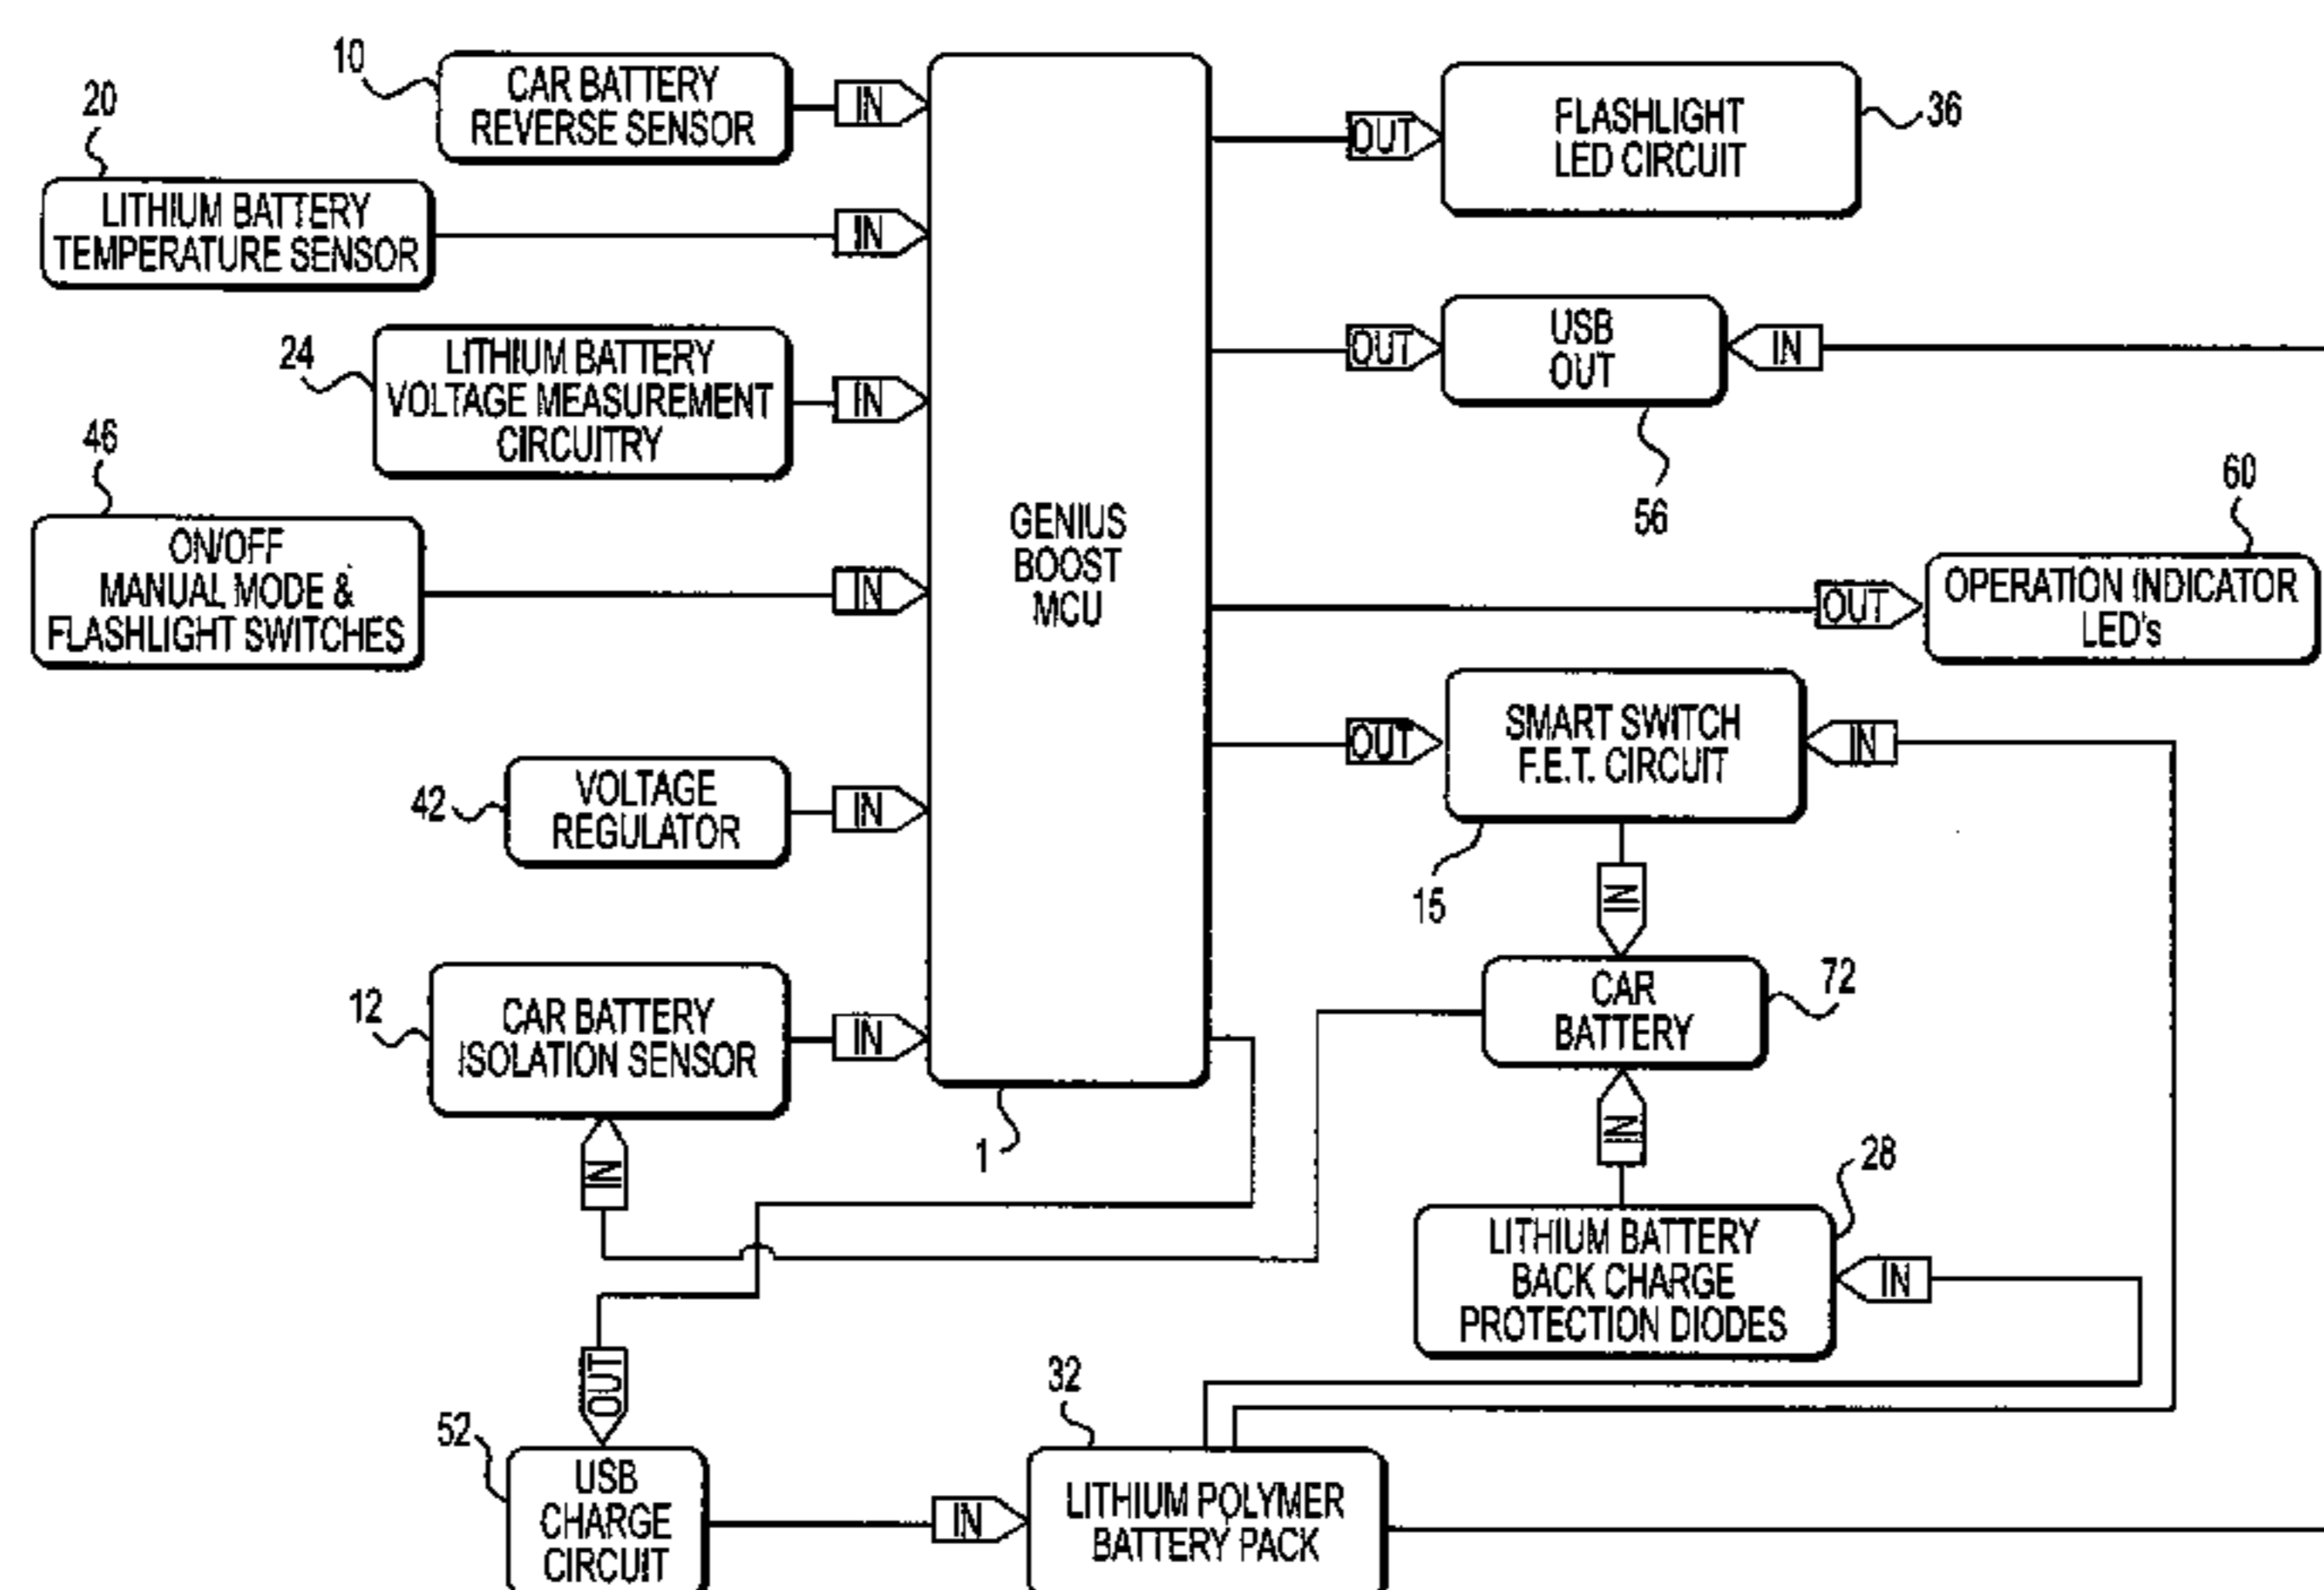 10
CAR BATTERY
REVERSE SENSOR
IN
20
LITHIUM BATTERY
TEMPERATURE SENSOR
IN
24
LITHIUM BATTERY
VOLTAGE MEASUREMENT
CIRCUITRY
IN
46
ON/OFF
MANUAL MODE &
FLASHLIGHT SWITCHES
IN
42
VOLTAGE
REGULATOR
IN
12
CAR BATTERY
ISOLATION SENSOR
IN
IN
GENIUS
BOOST
MCU
1
OUT
FLASHLIGHT
LED CIRCUIT
36
OUT
USB
OUT
IN
56
60
OUT
OPERATION INDICATOR
LED's
OUT
SMART SWITCH
F.E.T. CIRCUIT
IN
15
IN
CAR
BATTERY
72
IN
28
LITHIUM BATTERY
BACK CHARGE
PROTECTION DIODES
IN
OUT
52
USB
CHARGE
CIRCUIT
IN
32
LITHIUM POLYMER
BATTERY PACK